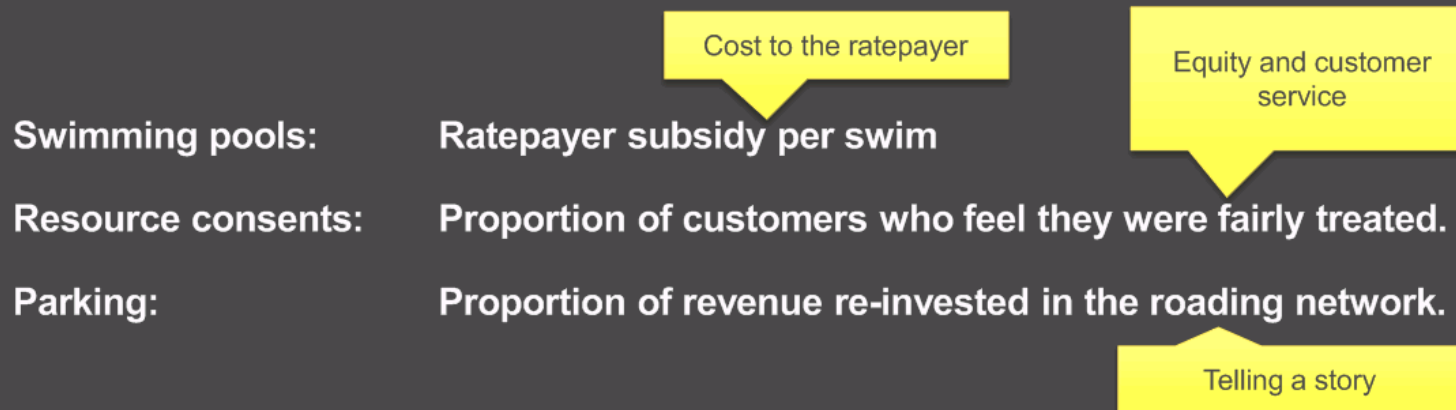 Cost to the ratepayer
Equity and customer
service
Swimming pools: Ratepayer subsidy per swim
Resource consents: Proportion of customers who feel they were fairly treated.
Parking: Proportion of revenue re-invested in the roading network.
Telling a story